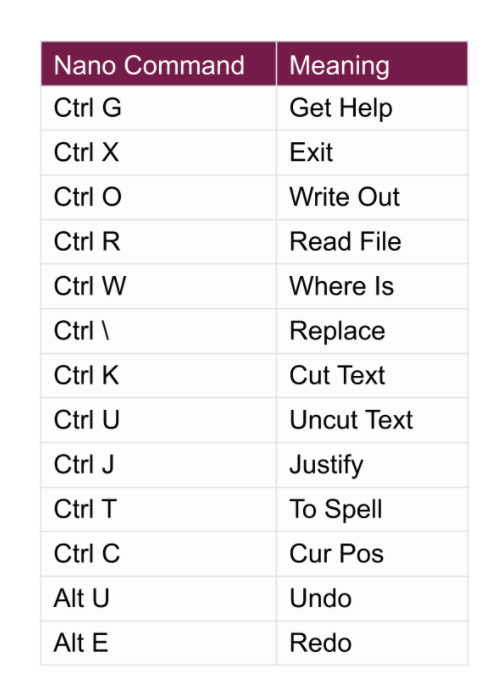 Nano Command Meaning
Ctrl G Get Help
Ctrl X Exit
Ctrl O Write Out
Ctrl R Read File
Ctrl W Where Is
Ctrl \ Replace
Ctrl K Cut Text
Ctrl U Uncut Text
Ctrl J Justify
Ctrl T To Spell
Ctrl C Cur Pos
Alt U Undo
Alt E Redo